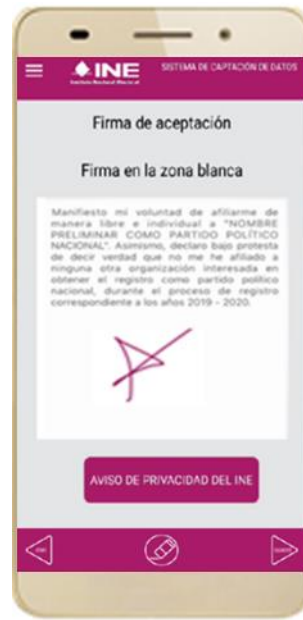 INE
Instituto Nacional Electoral
SISTEMA DE CAPTACIÓN DE DATOS
Firma de aceptación
Firma en la zona blanca
Manifiesto mi voluntad de afiliarme de
manera libre e individual a "NOMBRE
PRELIMINAR COMO PARTIDO POLÍTICO
NACIONAL". Asimismo, declaro bajo protesta
de decir verdad que no me he afiliado a
ninguna otra organización interesada en
obtener el registro como partido político
nacional, durante el proceso de registro
correspondiente a los años 2019 - 2020.
AVISO DE PRIVACIDAD DEL INE